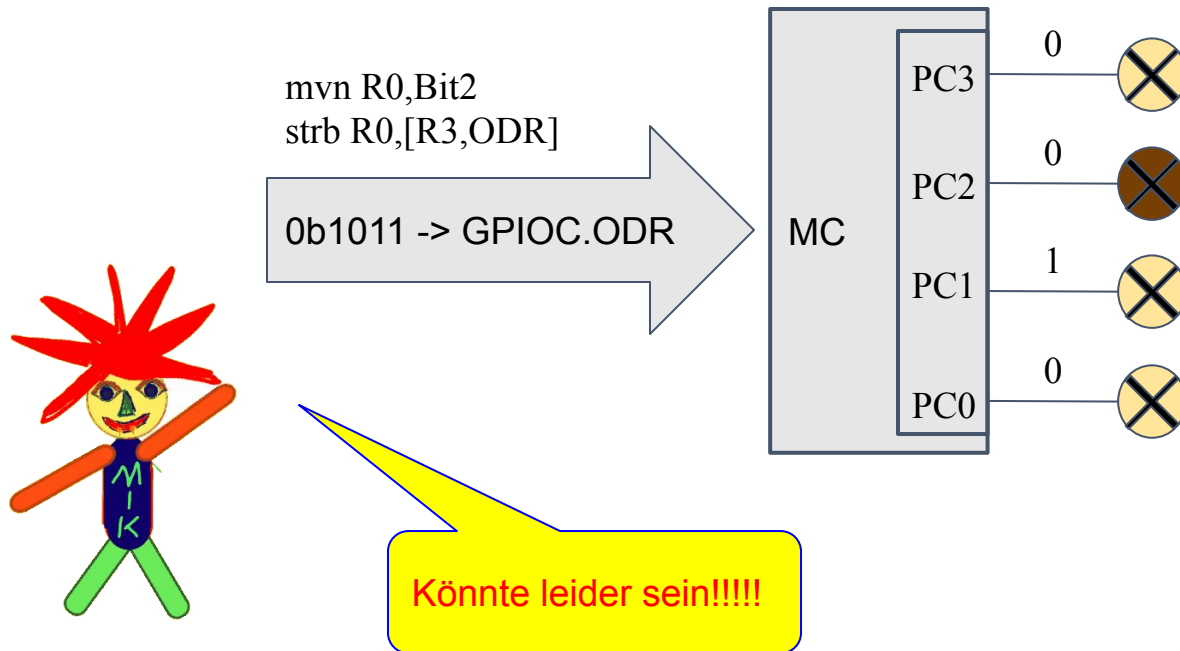 mvn R0,Bit2
strb R0,[R3,ODR]
0b1011 -> GPIOC.ODR
MC
PC3
0
PC2
0
PC1
1
PC0
0
MIK
Könnte leider sein!!!!!